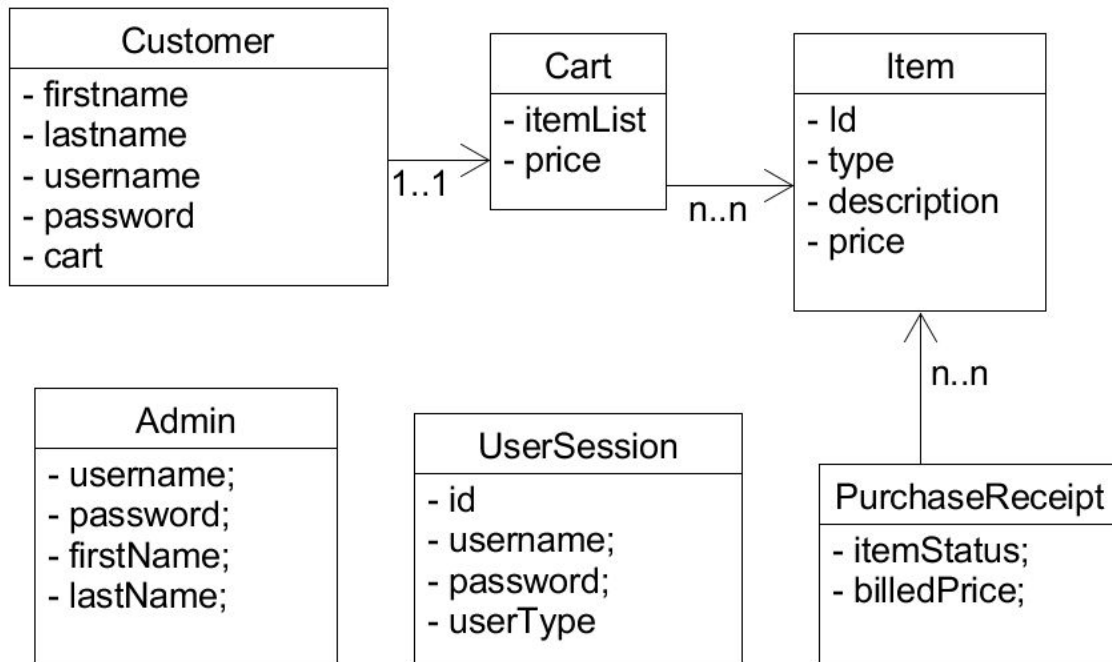 Customer
- firstname
- lastname
- username
- password
- cart
1..1
Cart
- itemList
- price
n..n
Item
- Id
- type
- description
- price
n..n
Admin
- username;
- password;
- firstName;
- lastName;
UserSession
- id
- username;
- password;
- userType
PurchaseReceipt
- itemStatus;
- billedPrice;